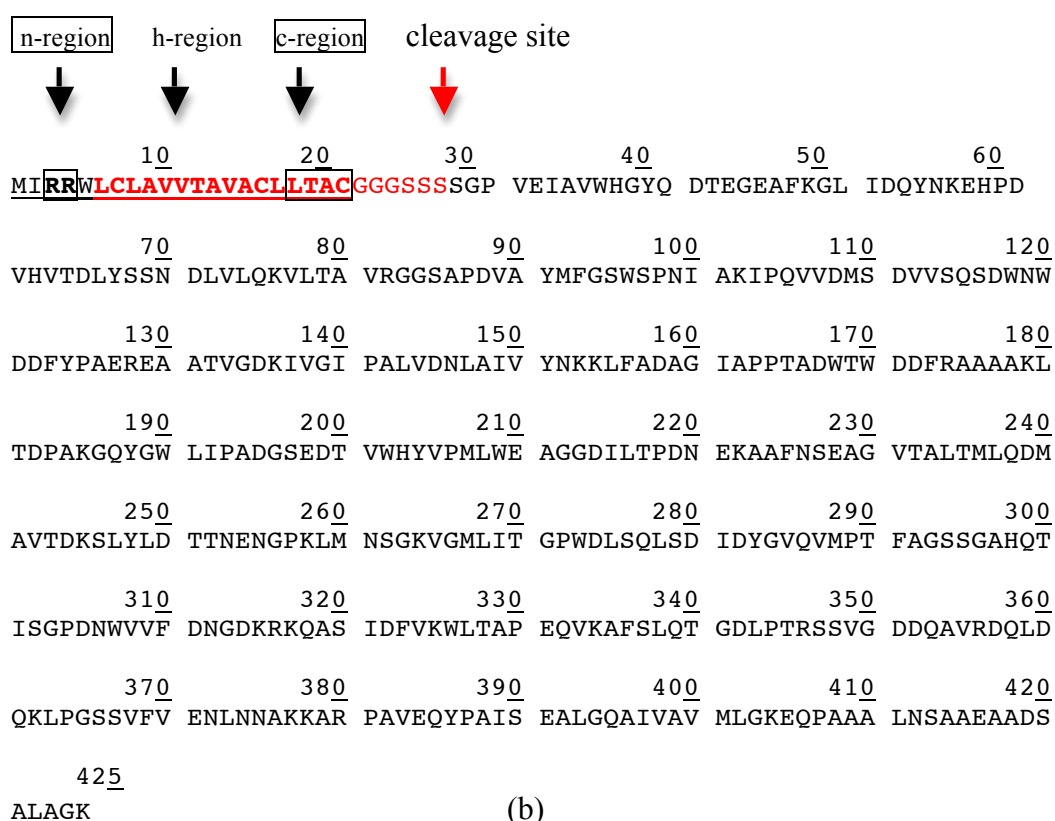 n-region h-region c-region cleavage site
10 20 30 40 50 60
MIRRWLCLAVVTAVACLLTACGGGSSSSGP VEIAVWHGYQ DTEGEAFKGL IDQYNKEHPD
70 80 90 100 110 120
VHVTDLYSSN DLVLQKVLTA VRGGSAPDVA YMFGSWSPNI AKIPQVVDMS DVVSQSDWNW
130 140 150 160 170 180
DDFYPAEREA ATVGDKIVGI PALVDNLAIV YNKKLFADAG IAPPTADWTW DDFRAAAAKL
190 200 210 220 230 240
TDPAKGQYGW LIPADGSEDT VWHYVPMLWE AGGDILTPDN EKAAFNSEAG VTALTMLQDM
250 260 270 280 290 300
AVTDKSLYLD TTNENGPKLM NSGKVGMLIT GPWDLSQLSD IDYGVQVMPT FAGSSGAHQT
310 320 330 340 350 360
ISGPDNWVVF DNGDKRKQAS IDFVKWLTAP EQVKAFSLQT GDLPTRSSVG DDQAVRDQLD
370 380 390 400 410 420
QKLPGSSVFV ENLNNAKKAR PAVEQYPAIS EALGQAIVAV MLGKEQPAAA LNSAAEAADS
425
ALAGK (b)